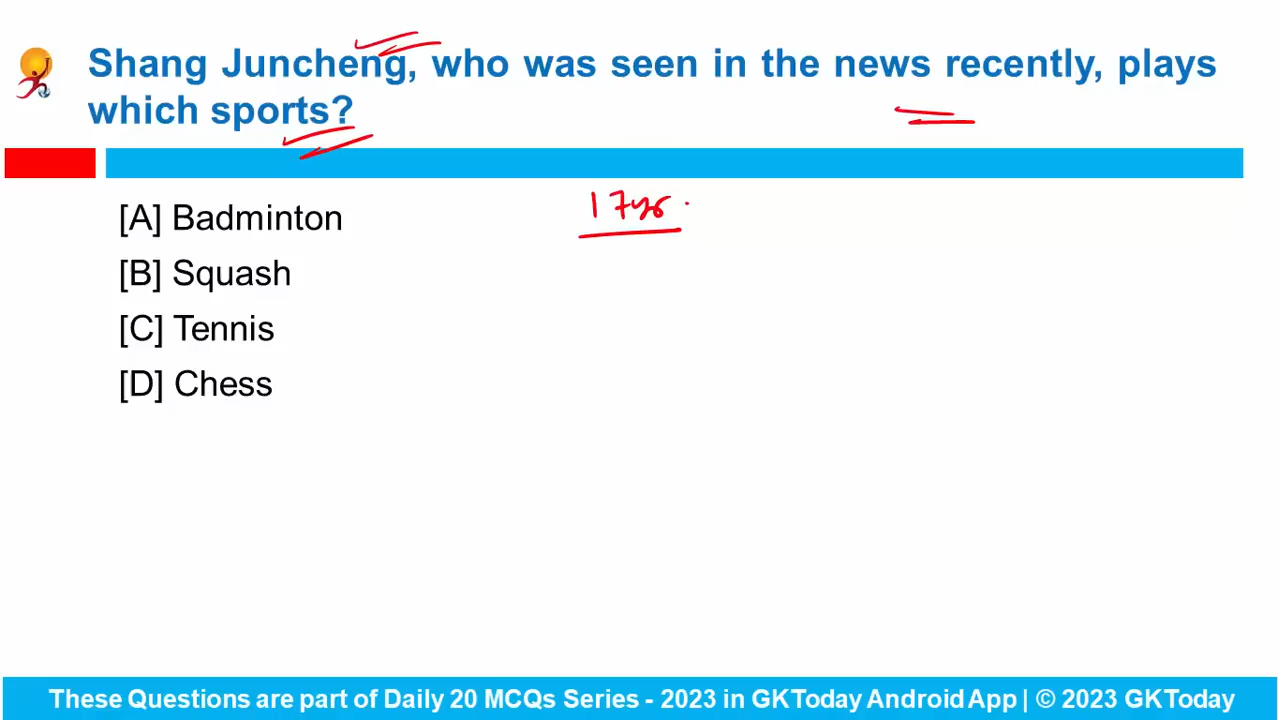 Shang Juncheng, who was seen in the news recently, plays
which sports?
17yr.
[A] Badminton
[B] Squash
[C] Tennis
[D] Chess
These Questions are part of Daily 20 MCQs Series - 2023 in GKToday Android App | © 2023 GKToday